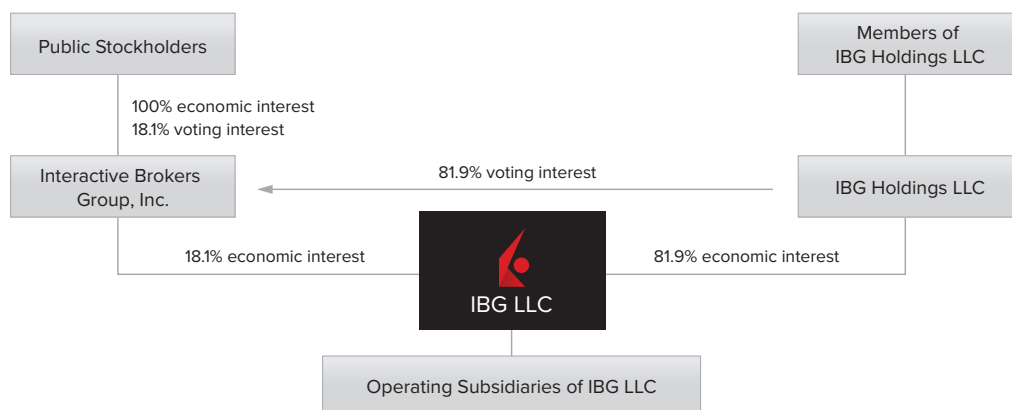 Public Stockholders
Members of
IBG Holdings LLC
100% economic interest
18.1% voting interest
Interactive Brokers
Group, Inc.
81.9% voting interest
IBG Holdings LLC
18.1% economic interest
81.9% economic interest
IBG LLC
Operating Subsidiaries of IBG LLC